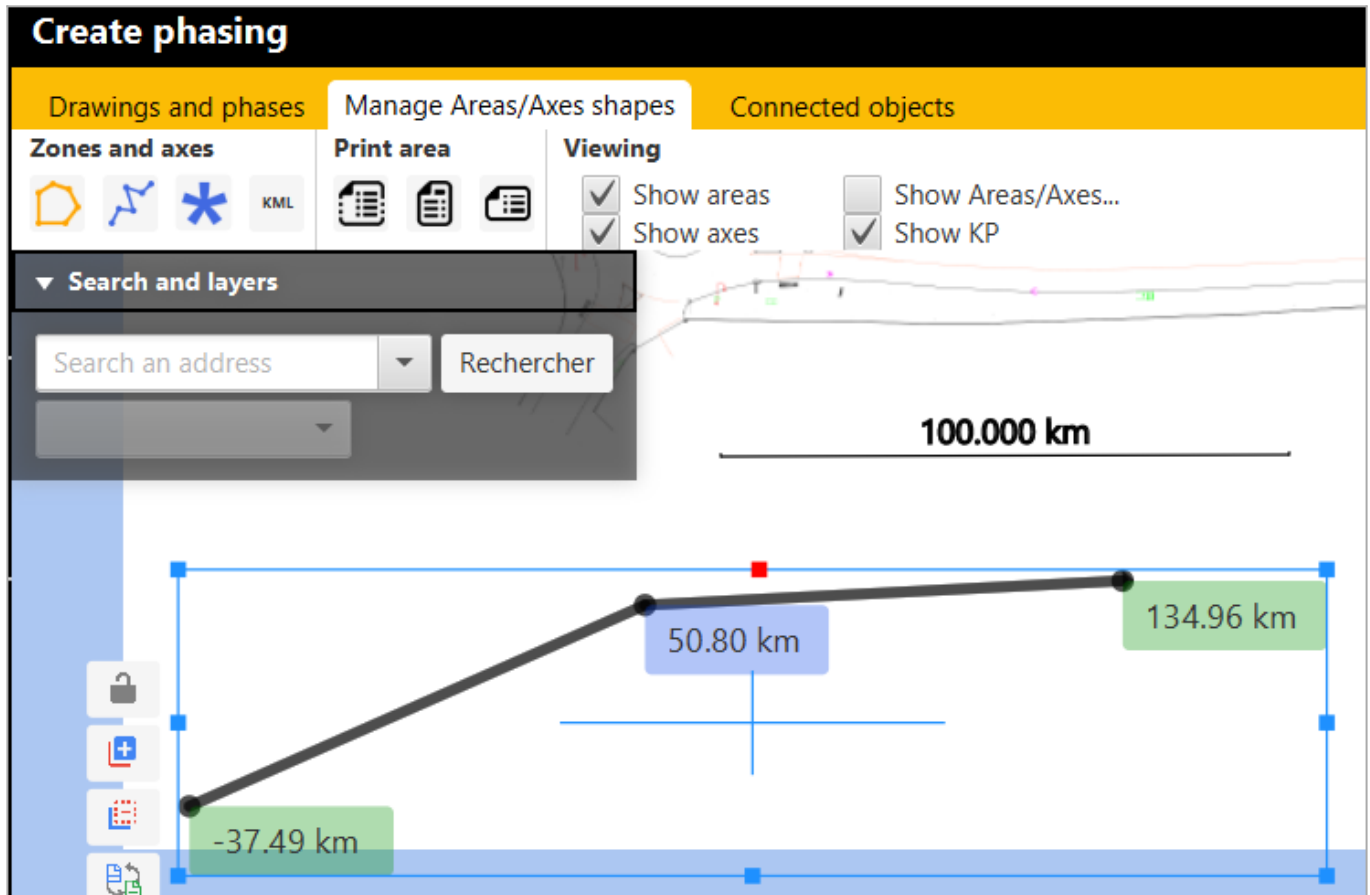 Create phasing
Drawings and phases Manage Areas/Axes shapes Connected objects
Zones and axes Print area Viewing
KML
Show areas Show Areas/Axes...
Show axes Show KP
Search and layers
Search an address Rechercher
100.000 km
134.96 km
50.80 km
-37.49 km